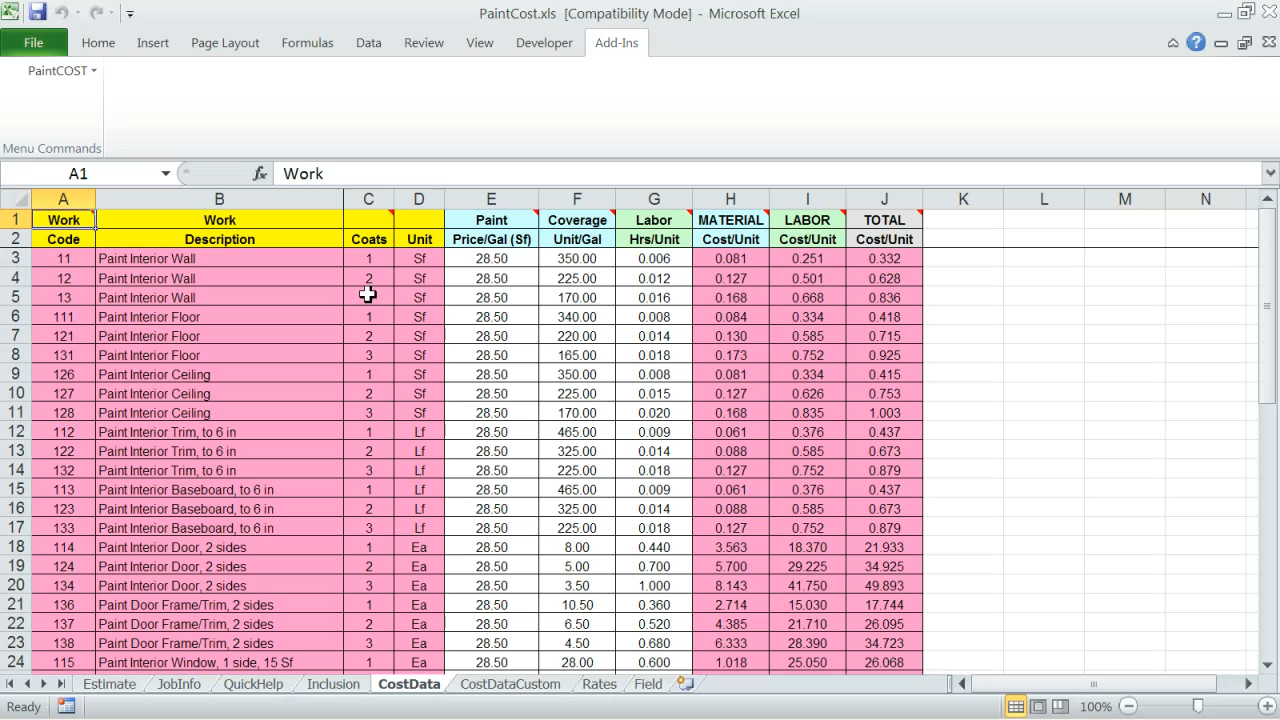 PaintCost.xls [Compatibility Mode] - Microsoft Excel
File Home Insert Page Layout Formulas Data Review View Developer Add-Ins
PaintCOST
Menu Commands
A1 fx Work
A B C D E F G H I J K L M N
1 Work Work Paint Coverage Labor MATERIAL LABOR TOTAL
2 Code Description Coats Unit Price/Gal (Sf) Unit/Gal Hrs/Unit Cost/Unit Cost/Unit Cost/Unit
3 11 Paint Interior Wall 1 Sf 28.50 350.00 0.006 0.081 0.251 0.332
4 12 Paint Interior Wall 2 Sf 28.50 225.00 0.012 0.127 0.501 0.628
5 13 Paint Interior Wall Sf 28.50 170.00 0.016 0.168 0.668 0.836
6 111 Paint Interior Floor 1 Sf 28.50 340.00 0.008 0.084 0.334 0.418
7 121 Paint Interior Floor 2 Sf 28.50 220.00 0.014 0.130 0.585 0.715
8 131 Paint Interior Floor 3 Sf 28.50 165.00 0.018 0.173 0.752 0.925
9 126 Paint Interior Ceiling 1 Sf 28.50 350.00 0.008 0.081 0.334 0.415
10 127 Paint Interior Ceiling 2 Sf 28.50 225.00 0.015 0.127 0.626 0.753
11 128 Paint Interior Ceiling 3 Sf 28.50 170.00 0.020 0.168 0.835 1.003
12 112 Paint Interior Trim, to 6 in 1 Lf 28.50 465.00 0.009 0.061 0.376 0.437
13 122 Paint Interior Trim, to 6 in 2 Lf 28.50 325.00 0.014 0.088 0.585 0.673
14 132 Paint Interior Trim, to 6 in 3 Lf 28.50 225.00 0.018 0.127 0.752 0.879
15 113 Paint Interior Baseboard, to 6 in 1 Lf 28.50 465.00 0.009 0.061 0.376 0.437
16 123 Paint Interior Baseboard, to 6 in 2 Lf 28.50 325.00 0.014 0.088 0.585 0.673
17 133 Paint Interior Baseboard, to 6 in 3 Lf 28.50 225.00 0.018 0.127 0.752 0.879
18 114 Paint Interior Door, 2 sides 1 Ea 28.50 8.00 0.440 3.563 18.370 21.933
19 124 Paint Interior Door, 2 sides 2 Ea 28.50 5.00 0.700 5.700 29.225 34.925
20 134 Paint Interior Door, 2 sides 3 Ea 28.50 3.50 1.000 8.143 41.750 49.893
21 136 Paint Door Frame/Trim, 2 sides 1 Ea 28.50 10.50 0.360 2.714 15.030 17.744
22 137 Paint Door Frame/Trim, 2 sides 2 Ea 28.50 6.50 0.520 4.385 21.710 26.095
23 138 Paint Door Frame/Trim, 2 sides 3 Ea 28.50 4.50 0.680 6.333 28.390 34.723
24 115 Paint Interior Window, 1 side, 15 Sf 1 Ea 28.50 28.00 0.600 1.018 25.050 26.068
Estimate JobInfo QuickHelp Inclusion CostData CostDataCustom Rates Field
Ready 100%